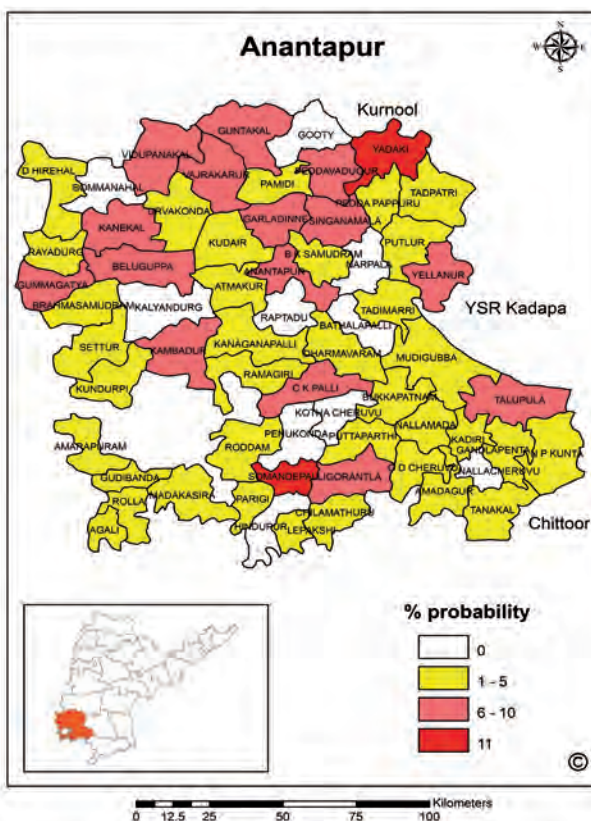 Anantapur
N
W E
S
Kurnool
GUNTAKAL
GOOTY
YADAKI
VIDUPANAKAL
D HIREHAL
VAJRAKARUR
PEDDAVADUGUR
BOMMANAHAL
PAMIDI
TADPATRI
PEDDA PAPPURU
URVAKONDA
GARLADINNE
SINGANAMALA
KANEKAL
KUDAIR
PUTLUR
RAYADURG
B K SAMUDRAM
NARPALA
BELUGUPPA
ANANTAPUR
YELLANUR
GUMMAGATYA
ATMAKUR
BRAHMASAMUDRAM
KALYANDURG
RAPTADU
TADIMARRI
YSR Kadapa
BATHALAPALLI
SETTUR
KAMBADUR
KANAGANAPALLI
DHARMAVARAM
MUDIGUBBA
RAMAGIRI
KUNDURPI
C K PALLI
BUKKAPATNAM
TALUPULA
KOTHA CHERUVU
NALLAMADA
AMARAPURAM
RODDAM
PENUKONDA
PUTTAPARTHI
KADIRI
GANDLAPENTA
N P KUNTA
GUDIBANDA
SOMANDEPALLI
GORANTLA
O D CHERUVU
NALLACHERUVU
ROLLA
MADAKASIRA
PARIGI
AMADAGUR
AGALI
HINDUPUR
CHILAMATHURU
TANAKAL
LEPAKSHI
Chittoor
% probability
0
1 - 5
6 - 10
11
©
Kilometers
0 12.5 25 50 75 100